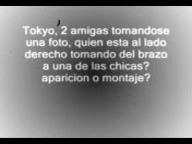 Tokyo, 2 amigas tomandose
una foto, quien esta al lado
derecho tomando del brazo
a una de las chicas?
aparicion o montaje?